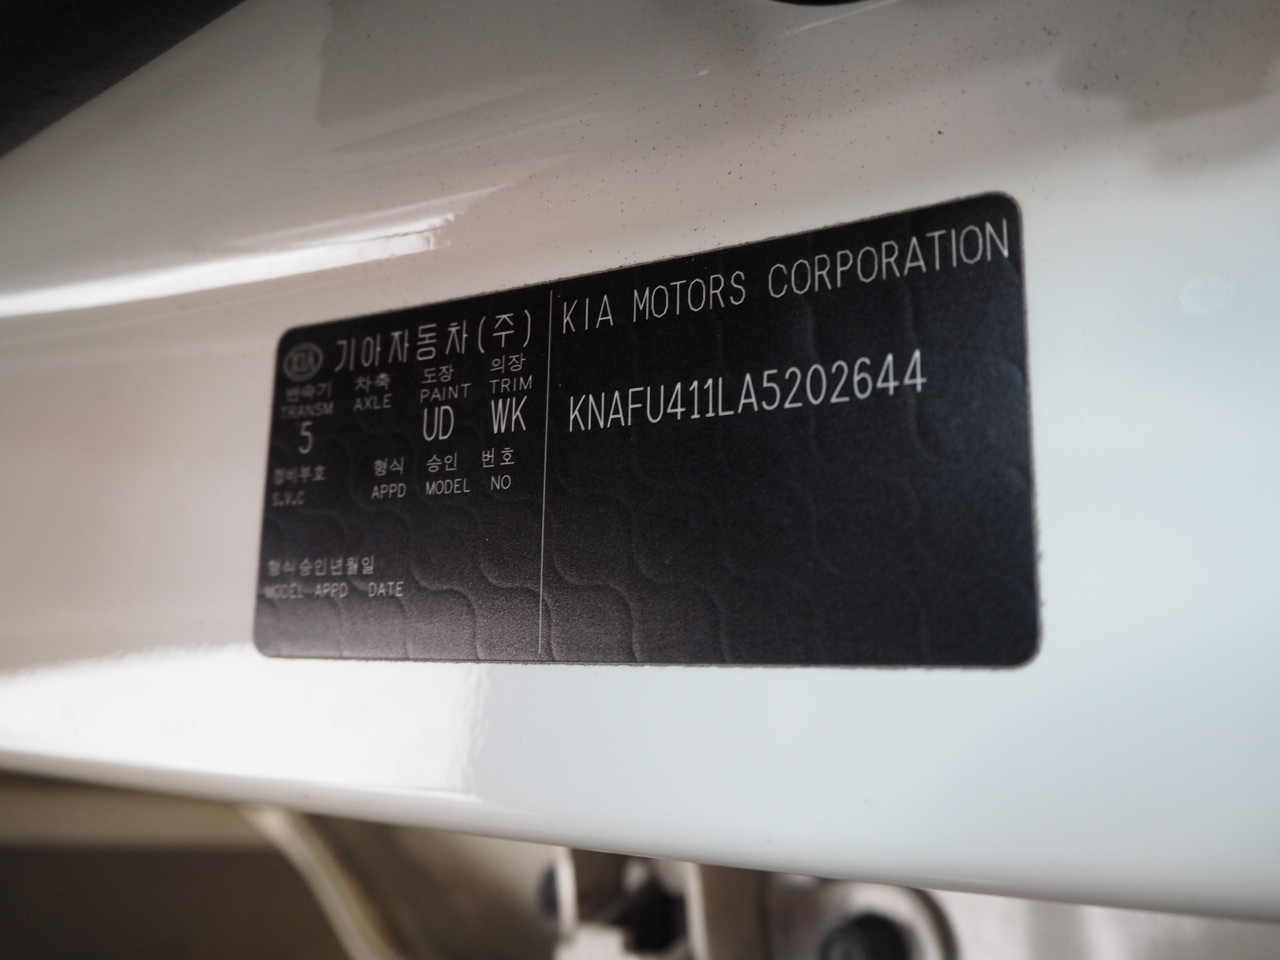 KIA 기아자동차(주)
변속기 차축 도장 의장
TRANSM AXLE PAINT TRIM
5 UD WK
정비부호 형식 승인 번호
S.V.C APPD MODEL NO
형식승인년월일
MODEL APPD DATE
KIA MOTORS CORPORATION
KNAFU411LA5202644